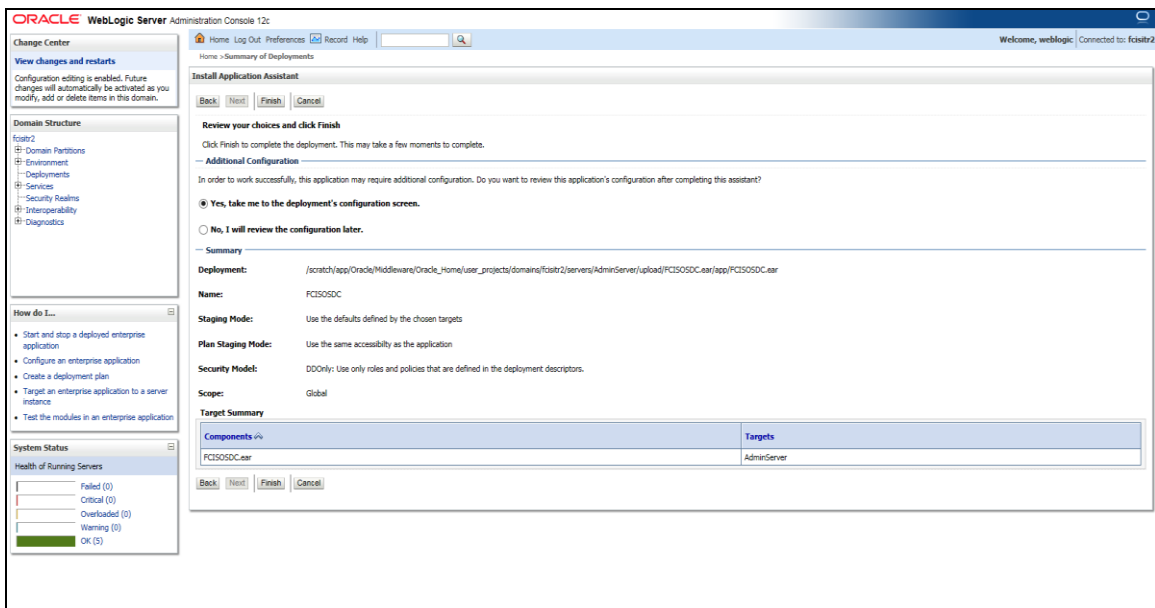 ORACLE WebLogic Server Administration Console 12c
Change Center
View changes and restarts
Configuration editing is enabled. Future
changes will automatically be activated as you
modify, add or delete items in this domain.
Domain Structure
fcisitr2
Domain Partitions
Environment
Deployments
Services
Security Realms
Interoperability
Diagnostics
How do I...
Start and stop a deployed enterprise
application
Configure an enterprise application
Create a deployment plan
Target an enterprise application to a server
instance
Test the modules in an enterprise application
System Status
Health of Running Servers
Failed (0)
Critical (0)
Overloaded (0)
Warning (0)
OK (5)
Home Log Out Preferences Record Help
Welcome, weblogic Connected to: fcisitr2
Home >Summary of Deployments
Install Application Assistant
Back Next Finish Cancel
Review your choices and click Finish
Click Finish to complete the deployment. This may take a few moments to complete.
Additional Configuration
In order to work successfully, this application may require additional configuration. Do you want to review this application's configuration after completing this assistant?
Yes, take me to the deployment's configuration screen.
No, I will review the configuration later.
Summary
Deployment: /scratch/app/Oracle/Middleware/Oracle_Home/user_projects/domains/fcisitr2/servers/AdminServer/upload/FCISOSDC.ear/app/FCISOSDC.ear
Name: FCISOSDC
Staging Mode: Use the defaults defined by the chosen targets
Plan Staging Mode: Use the same accessibilty as the application
Security Model: DDOnly: Use only roles and policies that are defined in the deployment descriptors.
Scope: Global
Target Summary
Components Targets
FCISOSDC.ear AdminServer
Back Next Finish Cancel